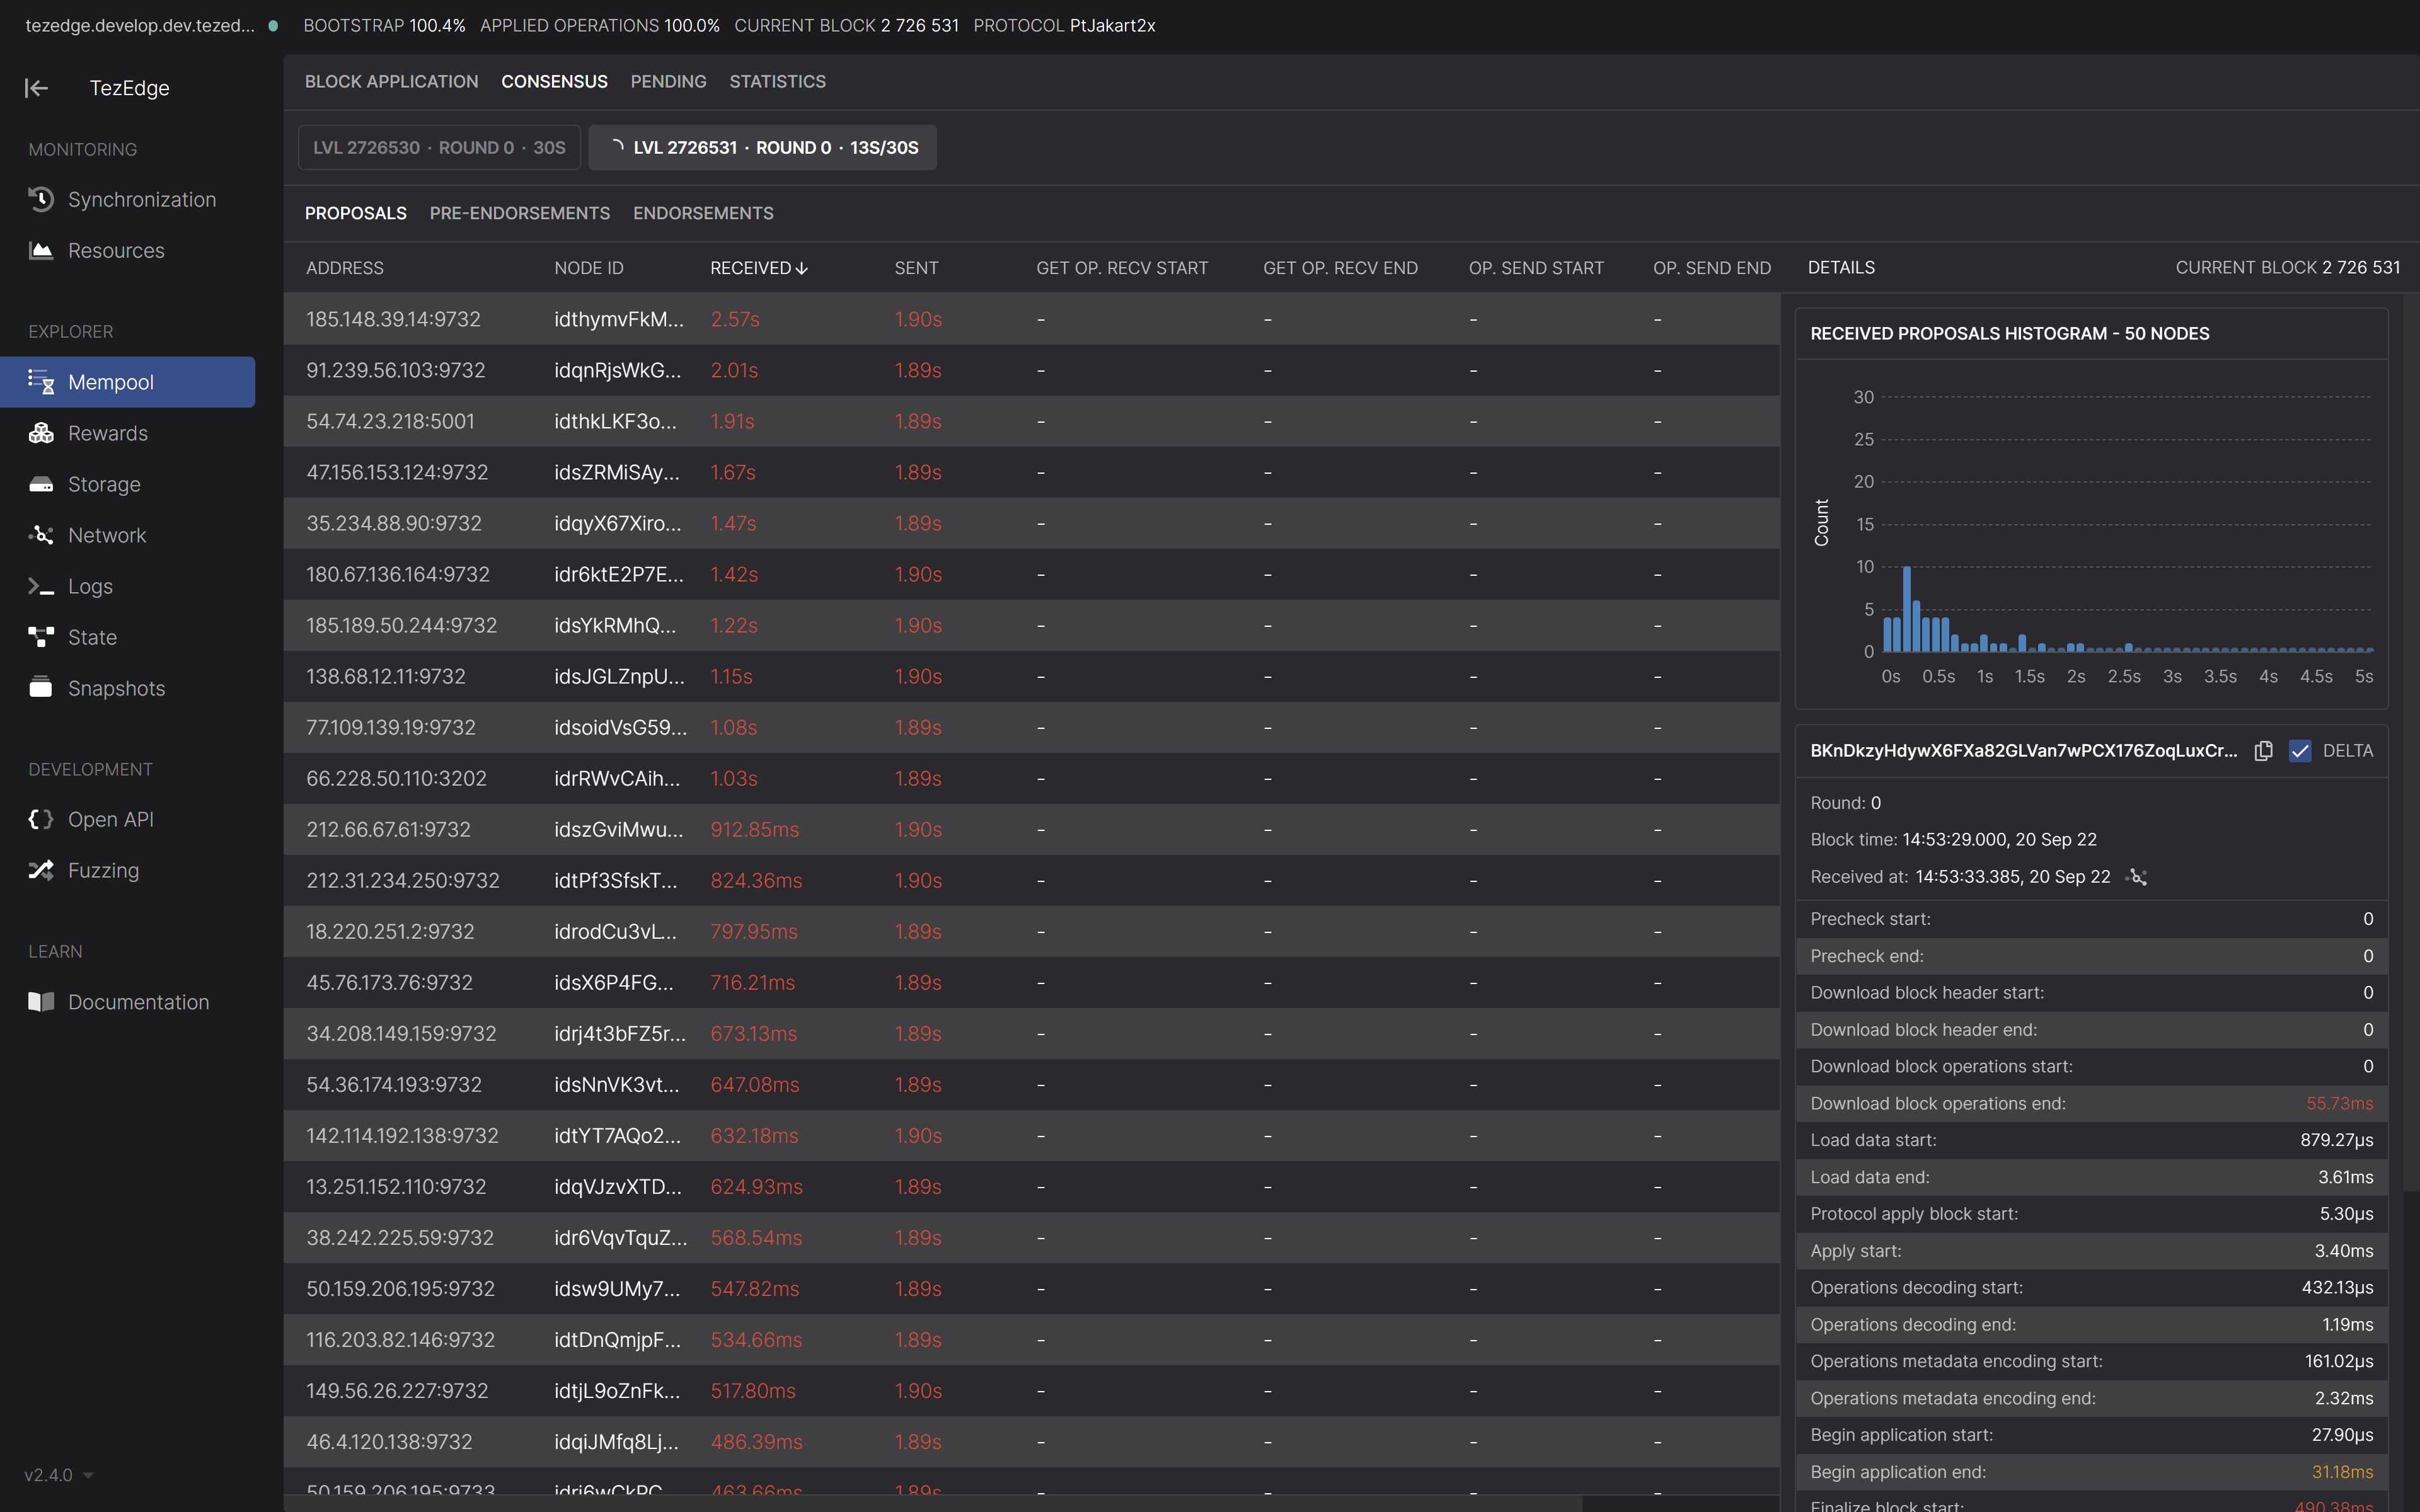 tezedge.develop.dev.tezed...
BOOTSTRAP 100.4% APPLIED OPERATIONS 100.0% CURRENT BLOCK 2 726 531 PROTOCOL PtJakart2x
TezEdge
MONITORING
Synchronization
Resources
EXPLORER
Mempool
Rewards
Storage
Network
Logs
State
Snapshots
DEVELOPMENT
Open API
Fuzzing
LEARN
Documentation
v2.4.0
BLOCK APPLICATION CONSENSUS PENDING STATISTICS
LVL 2726530 · ROUND 0 · 30S
LVL 2726531 · ROUND 0 · 13S/30S
PROPOSALS PRE-ENDORSEMENTS ENDORSEMENTS
ADDRESS NODE ID RECEIVED SENT GET OP. RECV START GET OP. RECV END OP. SEND START OP. SEND END
185.148.39.14:9732 idthymvFkM... 2.57s 1.90s - - - -
91.239.56.103:9732 idqnRjsWkG... 2.01s 1.89s - - - -
54.74.23.218:5001 idthkLKF3o... 1.91s 1.89s - - - -
47.156.153.124:9732 idsZRMiSAy... 1.67s 1.89s - - - -
35.234.88.90:9732 idqyX67Xiro... 1.47s 1.89s - - - -
180.67.136.164:9732 idr6ktE2P7E... 1.42s 1.90s - - - -
185.189.50.244:9732 idsYkRMhQ... 1.22s 1.90s - - - -
138.68.12.11:9732 idsJGLZnpU... 1.15s 1.90s - - - -
77.109.139.19:9732 idsoidVsG59... 1.08s 1.89s - - - -
66.228.50.110:3202 idrRWvCAih... 1.03s 1.89s - - - -
212.66.67.61:9732 idszGviMwu... 912.85ms 1.90s - - - -
212.31.234.250:9732 idtPf3SfskT... 824.36ms 1.90s - - - -
18.220.251.2:9732 idrodCu3vL... 797.95ms 1.89s - - - -
45.76.173.76:9732 idsX6P4FG... 716.21ms 1.89s - - - -
34.208.149.159:9732 idrj4t3bFZ5r... 673.13ms 1.89s - - - -
54.36.174.193:9732 idsNnVK3vt... 647.08ms 1.89s - - - -
142.114.192.138:9732 idtYT7AQo2... 632.18ms 1.90s - - - -
13.251.152.110:9732 idqVJzvXTD... 624.93ms 1.89s - - - -
38.242.225.59:9732 idr6VqvTquZ... 568.54ms 1.89s - - - -
50.159.206.195:9732 idsw9UMy7... 547.82ms 1.89s - - - -
116.203.82.146:9732 idtDnQmjpF... 534.66ms 1.89s - - - -
149.56.26.227:9732 idtjL9oZnFk... 517.80ms 1.90s - - - -
46.4.120.138:9732 idqiJMfq8Lj... 486.39ms 1.89s - - - -
50.159.206.195:9733 idri6wCkPC... 463.66ms 1.89s - - - -
DETAILS CURRENT BLOCK 2 726 531
RECEIVED PROPOSALS HISTOGRAM - 50 NODES
Count
30
25
20
15
10
5
0
0s 0.5s 1s 1.5s 2s 2.5s 3s 3.5s 4s 4.5s 5s
BKnDkzyHdywX6FXa82GLVan7wPCX176ZoqLuxCr... DELTA
Round: 0
Block time: 14:53:29.000, 20 Sep 22
Received at: 14:53:33.385, 20 Sep 22
Precheck start: 0
Precheck end: 0
Download block header start: 0
Download block header end: 0
Download block operations start: 0
Download block operations end: 55.73ms
Load data start: 879.27µs
Load data end: 3.61ms
Protocol apply block start: 5.30µs
Apply start: 3.40ms
Operations decoding start: 432.13µs
Operations decoding end: 1.19ms
Operations metadata encoding start: 161.02µs
Operations metadata encoding end: 2.32ms
Begin application start: 27.90µs
Begin application end: 31.18ms
Finalize block start: 490.38ms